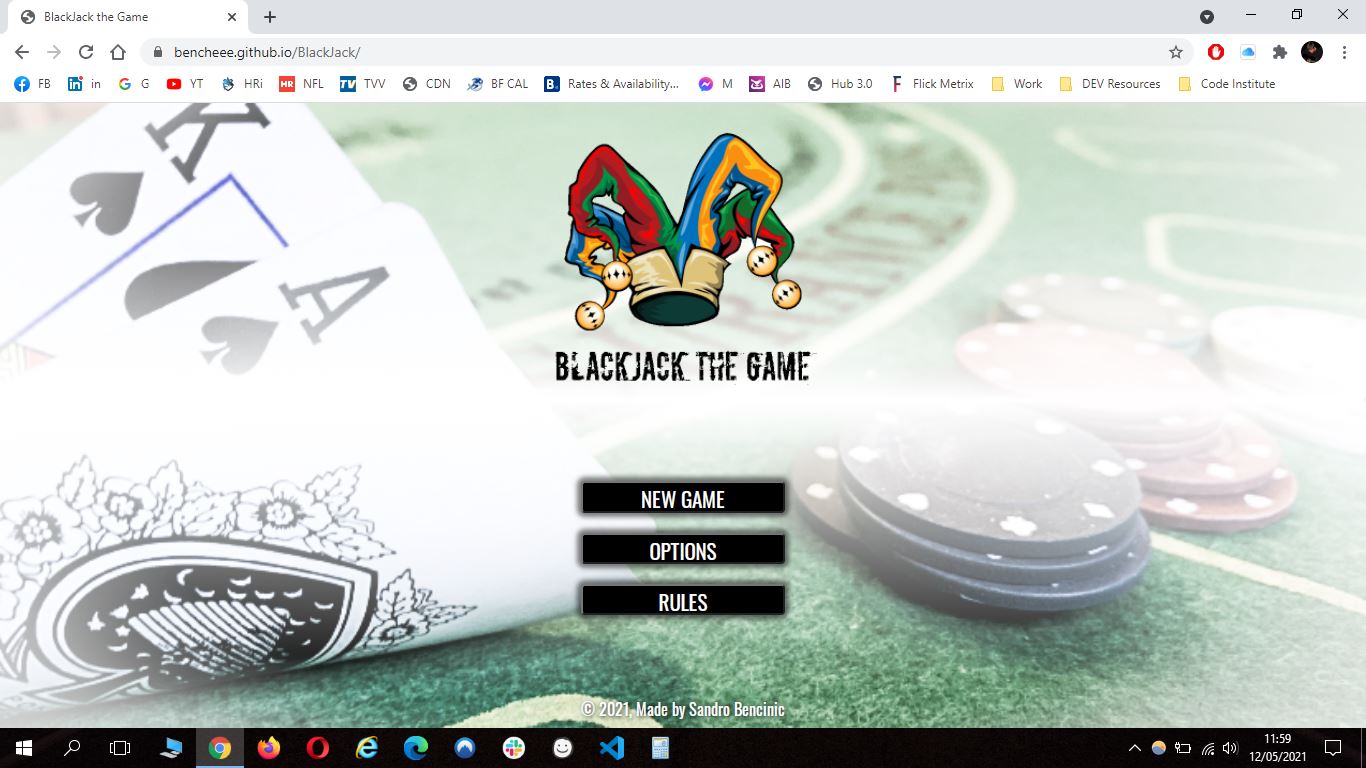 BlackJack the Game
bencheee.github.io/BlackJack/
FB in G YT HRi NFL TVV CDN BF CAL Rates & Availability... M AIB Hub 3.0 Flick Metrix Work DEV Resources Code Institute
K
A
BLACKJACK THE GAME
NEW GAME
OPTIONS
RULES
© 2021, Made by Sandro Bencinic
11:59
12/05/2021